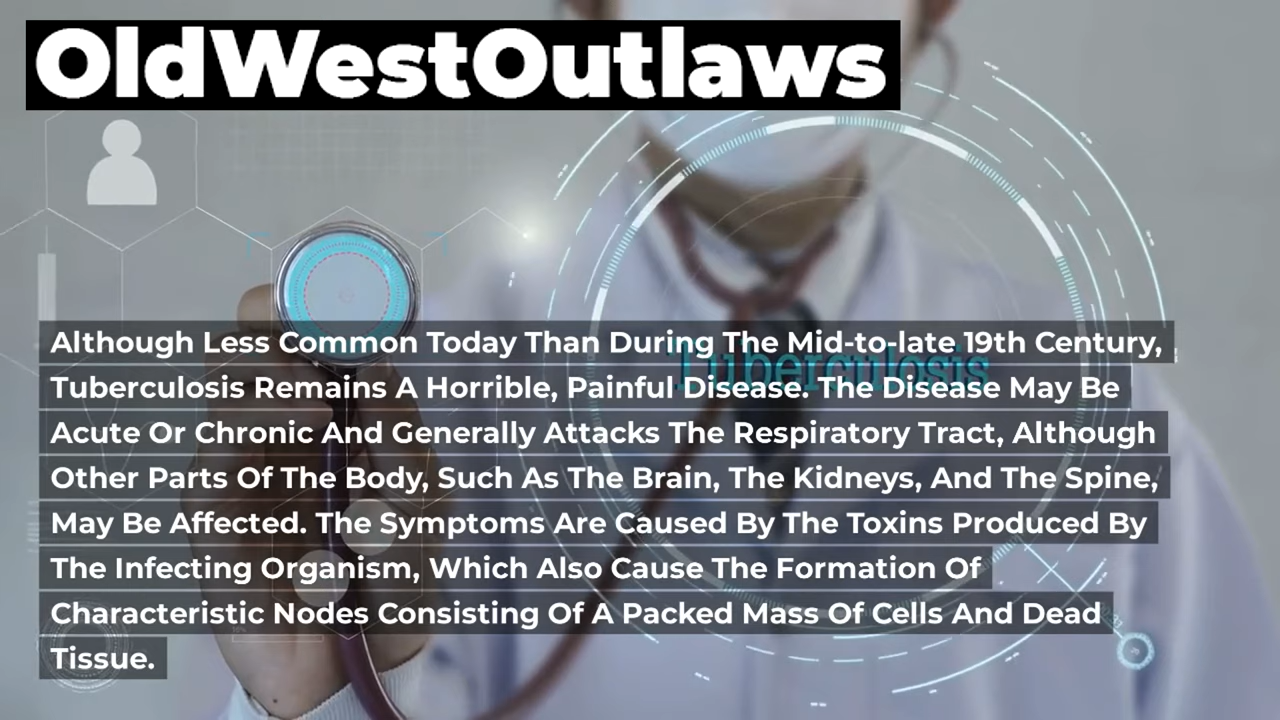 OldWestOutlaws
Although Less Common Today Than During The Mid-to-late 19th Century,
Tuberculosis Remains A Horrible, Painful Disease. The Disease May Be
Acute Or Chronic And Generally Attacks The Respiratory Tract, Although
Other Parts Of The Body, Such As The Brain, The Kidneys, And The Spine,
May Be Affected. The Symptoms Are Caused By The Toxins Produced By
The Infecting Organism, Which Also Cause The Formation Of
Characteristic Nodes Consisting Of A Packed Mass Of Cells And Dead
Tissue.
Tuberculosis